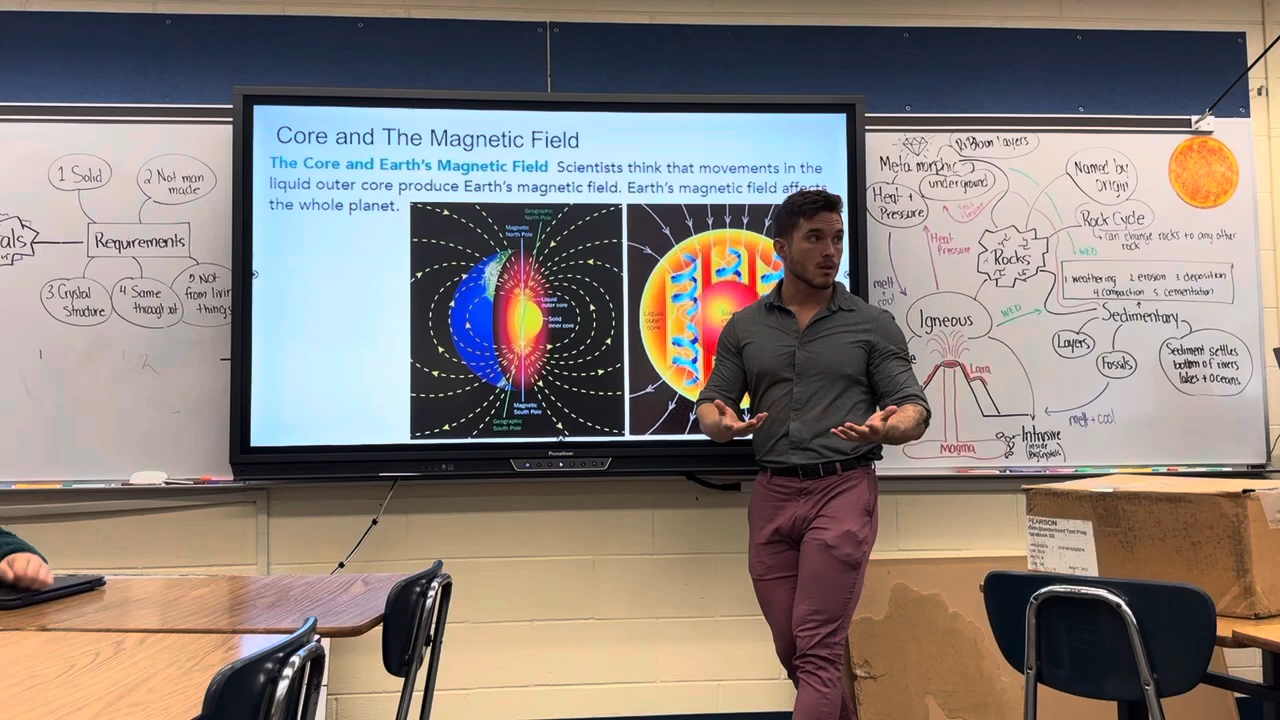 1 Solid
2 Not man
made
Requirements
3. Crystal
Structure
4. Same
throughout
5. Not
from living
things
1
2
Core and The Magnetic Field
The Core and Earth's Magnetic Field Scientists think that movements in the
liquid outer core produce Earth's magnetic field. Earth's magnetic field affects
the whole planet.
Geographic
North Pole
Magnetic
North Pole
Liquid
outer core
Solid
inner core
Magnetic
South Pole
Geographic
South Pole
Liquid
outer
core
Promethean
Ribbon layers
Metamorphic
underground
Heat +
Pressure
Heat
Pressure
melt
+
cool
Named by
origin
Rock Cycle
can change rocks to any other
rock
Rocks
WED
1 weathering 2 erosion 3 deposition
4 compaction 5 cementation
Igneous
WED
Sedimentary
Layers
Fossils
Sediment settles
bottom of rivers
lakes + oceans
Lava
melt + cool
Intrusive
Magma
PEARSON